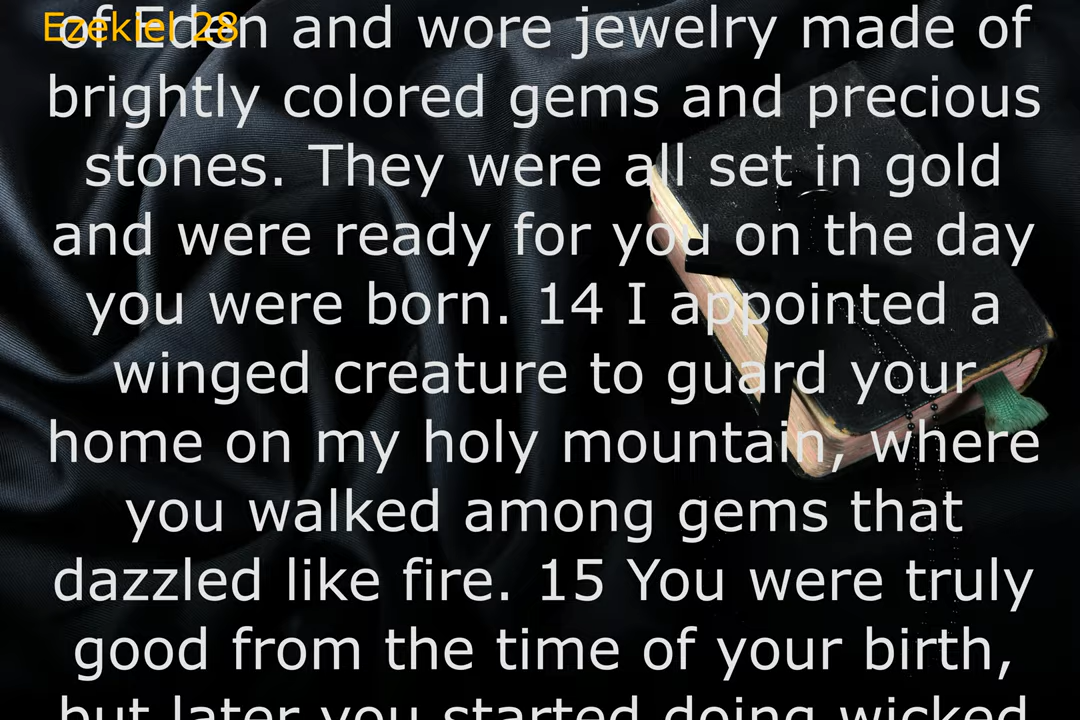 Ezekiel 28
of Eden and wore jewelry made of
brightly colored gems and precious
stones. They were all set in gold
and were ready for you on the day
you were born. 14 I appointed a
winged creature to guard your
home on my holy mountain, where
you walked among gems that
dazzled like fire. 15 You were truly
good from the time of your birth,
but later you started doing wicked